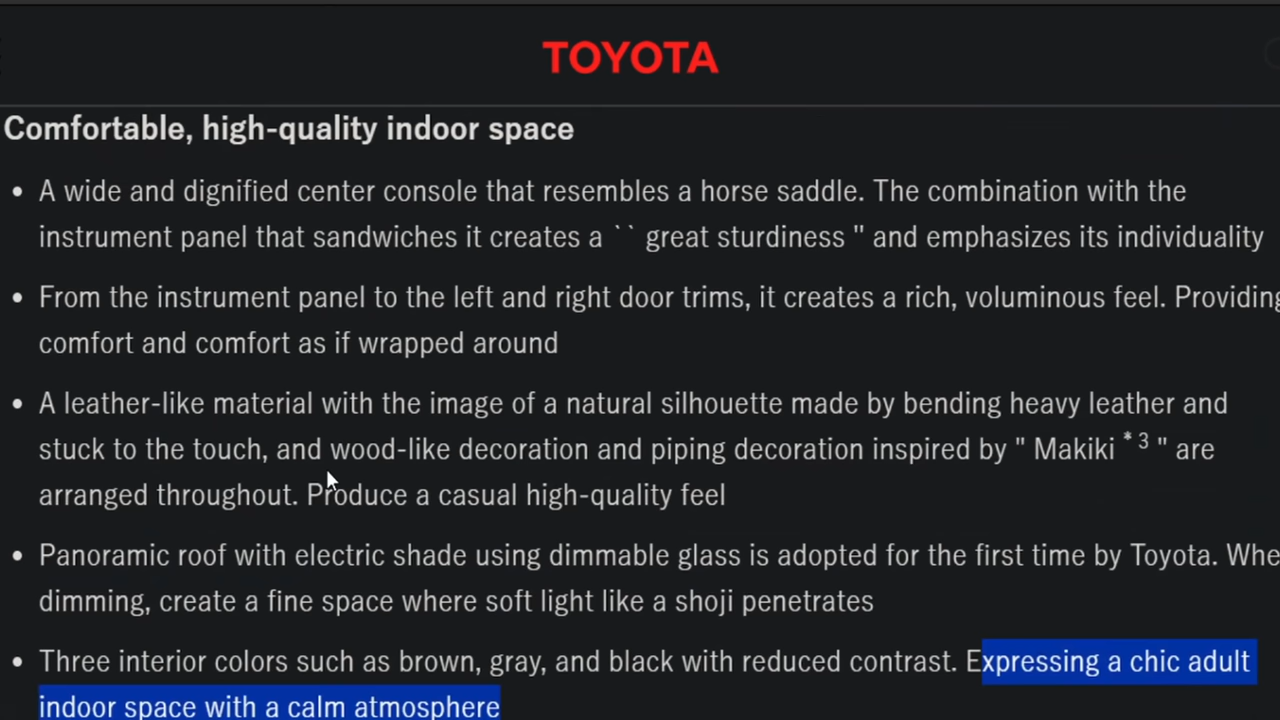 TOYOTA
Comfortable, high-quality indoor space
• A wide and dignified center console that resembles a horse saddle. The combination with the
instrument panel that sandwiches it creates a `` great sturdiness " and emphasizes its individuality
• From the instrument panel to the left and right door trims, it creates a rich, voluminous feel. Providing
comfort and comfort as if wrapped around
• A leather-like material with the image of a natural silhouette made by bending heavy leather and
stuck to the touch, and wood-like decoration and piping decoration inspired by " Makiki *3 " are
arranged throughout. Produce a casual high-quality feel
• Panoramic roof with electric shade using dimmable glass is adopted for the first time by Toyota. Whe
dimming, create a fine space where soft light like a shoji penetrates
• Three interior colors such as brown, gray, and black with reduced contrast. Expressing a chic adult
indoor space with a calm atmosphere